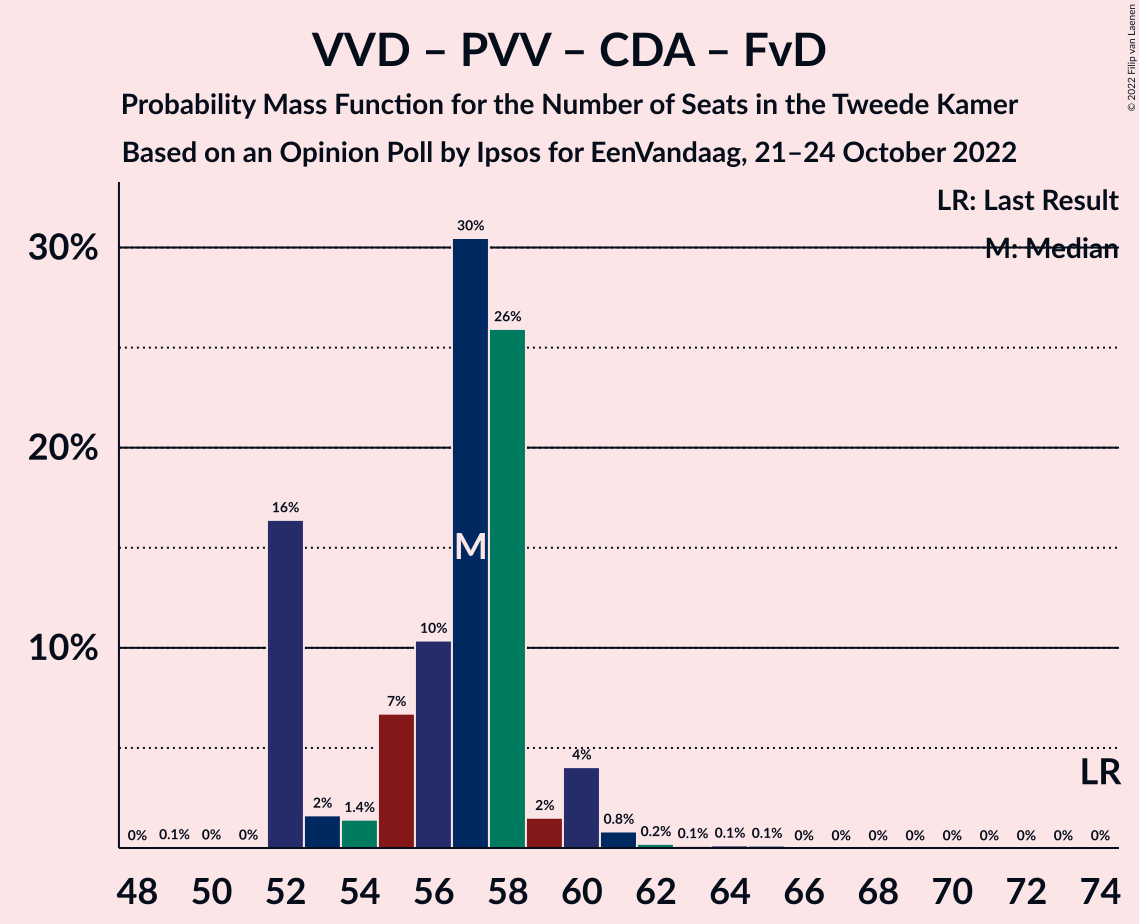 VVD – PVV – CDA – FvD
Probability Mass Function for the Number of Seats in the Tweede Kamer
Based on an Opinion Poll by Ipsos for EenVandaag, 21–24 October 2022
© 2022 Filip van Laenen
LR: Last Result
M: Median
30%
20%
10%
0% 0.1% 0% 0% 16% 2% 1.4% 7% 10% 30% 26% 2% 4% 0.8% 0.2% 0.1% 0.1% 0.1% 0% 0% 0% 0% 0% 0% 0% 0% 0%
M
LR
48 50 52 54 56 58 60 62 64 66 68 70 72 74